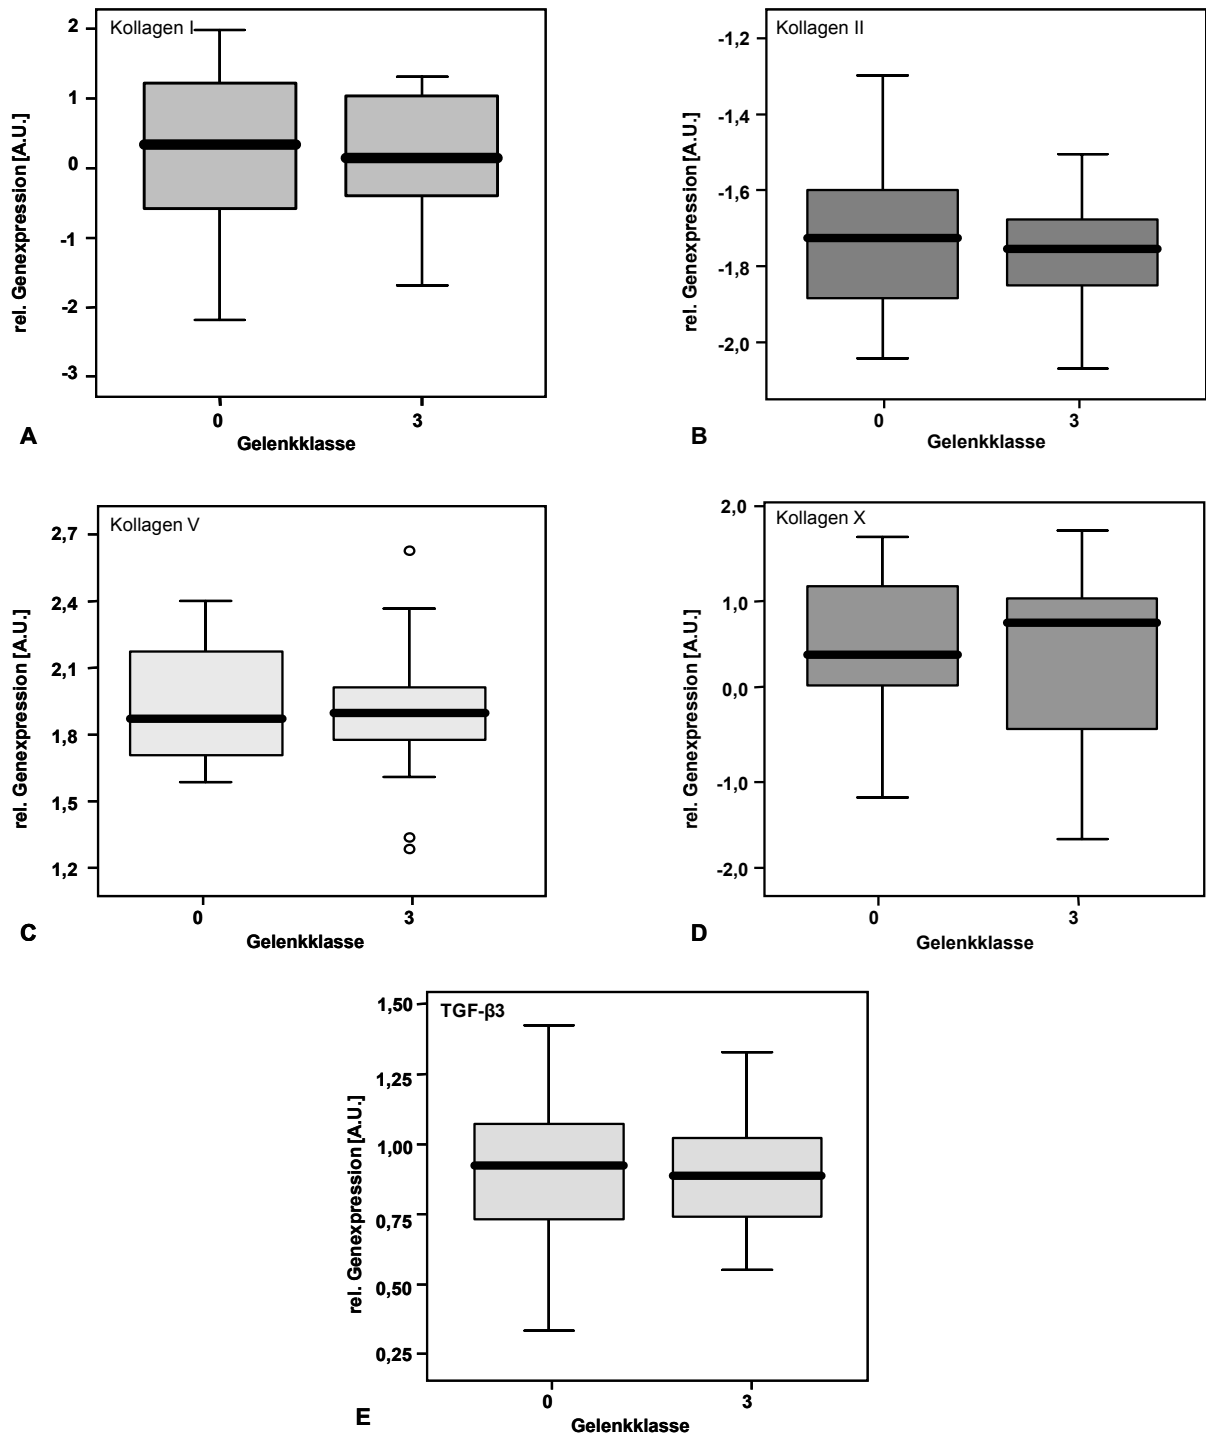 Kollagen I
rel. Genexpression [A.U.]
2
1
0
-1
-2
-3
0
3
Gelenkklasse
A
Kollagen II
rel. Genexpression [A.U.]
-1,2
-1,4
-1,6
-1,8
-2,0
0
3
Gelenkklasse
B
Kollagen V
rel. Genexpression [A.U.]
2,7
2,4
2,1
1,8
1,5
1,2
0
3
Gelenkklasse
C
Kollagen X
rel. Genexpression [A.U.]
2,0
1,0
0,0
-1,0
-2,0
0
3
Gelenkklasse
D
TGF-β3
rel. Genexpression [A.U.]
1,50
1,25
1,00
0,75
0,50
0,25
0
3
Gelenkklasse
E